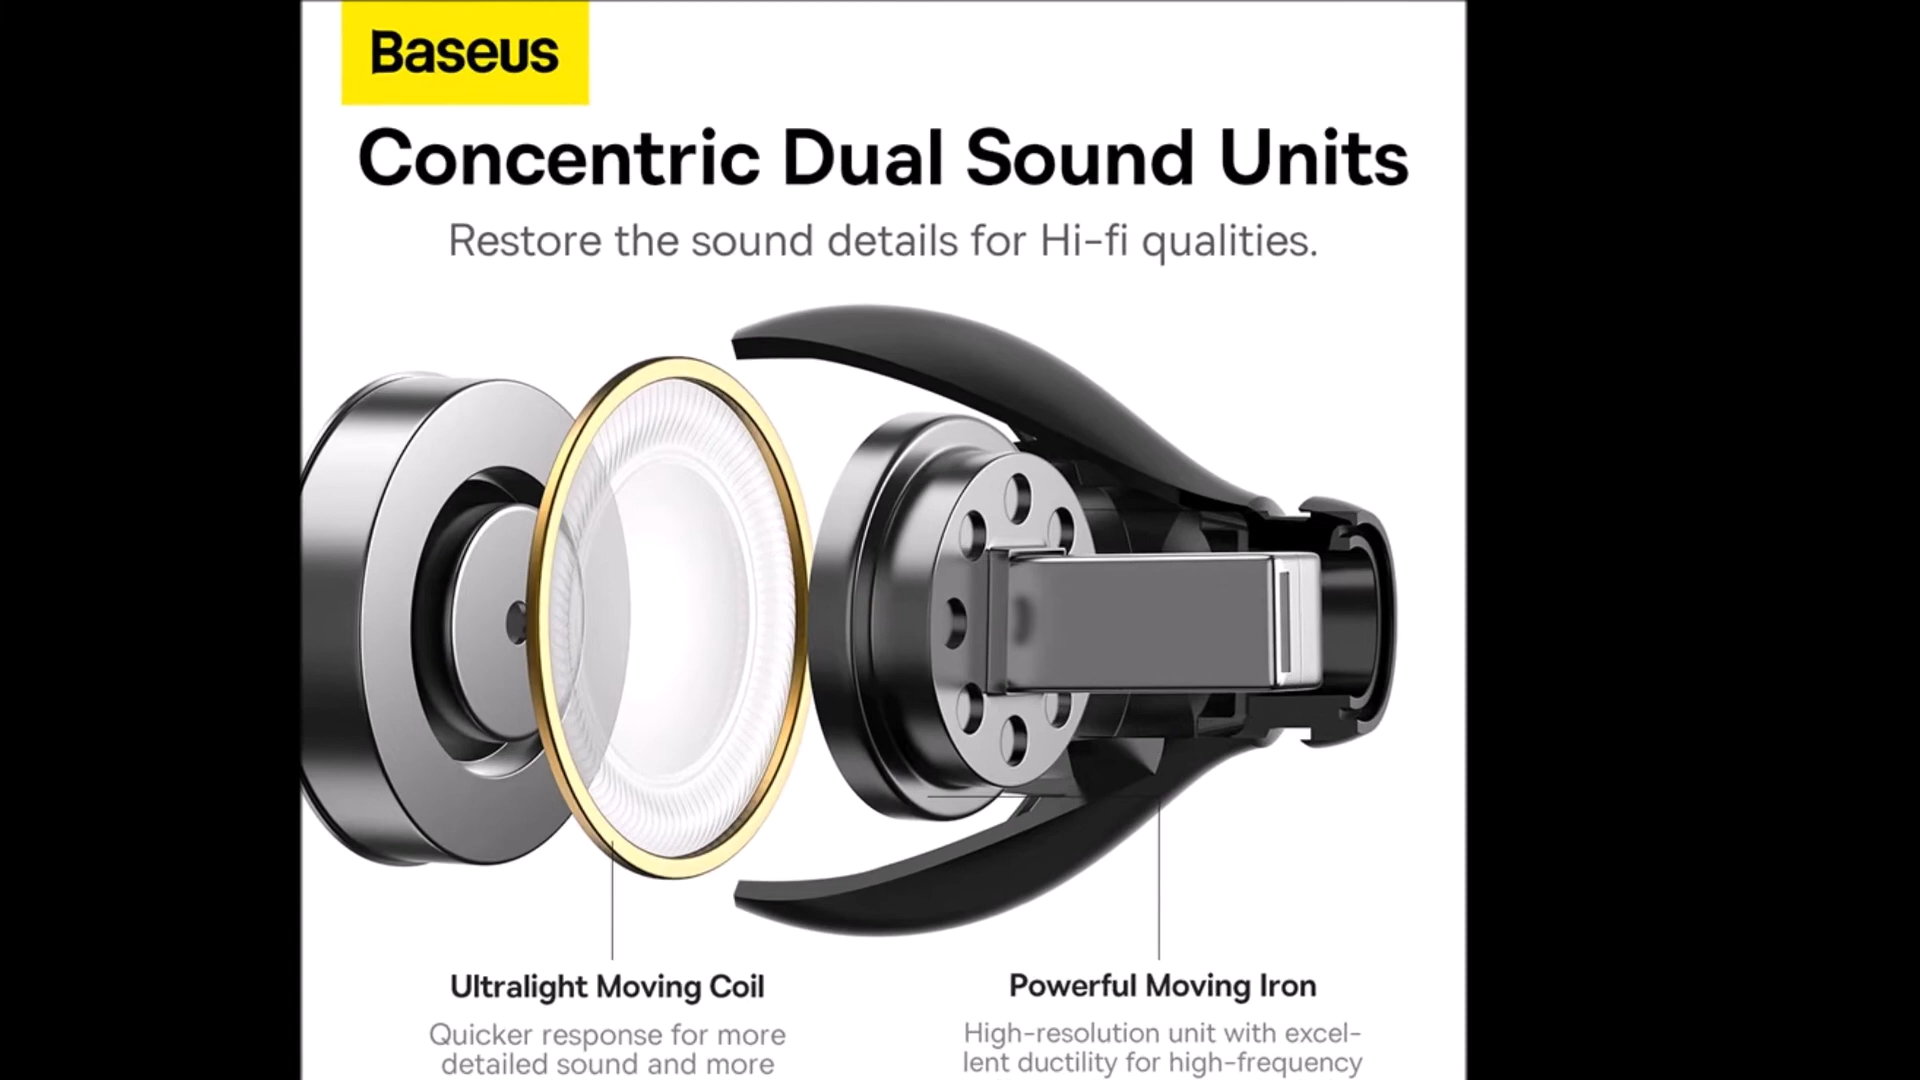 Baseus
Concentric Dual Sound Units
Restore the sound details for Hi-fi qualities.
Ultralight Moving Coil
Quicker response for more
detailed sound and more
Powerful Moving Iron
High-resolution unit with excel-
lent ductility for high-frequency